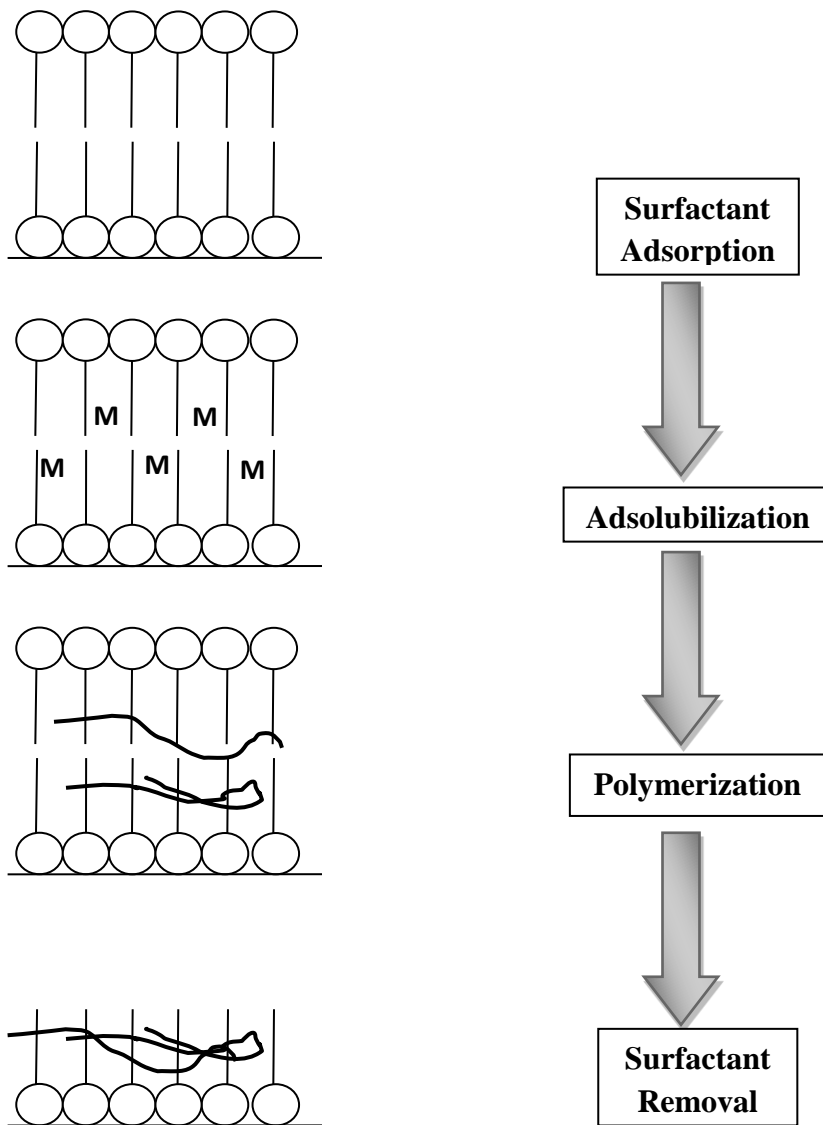 Surfactant
Adsorption
M M
M M M
Adsolubilization
Polymerization
Surfactant
Removal